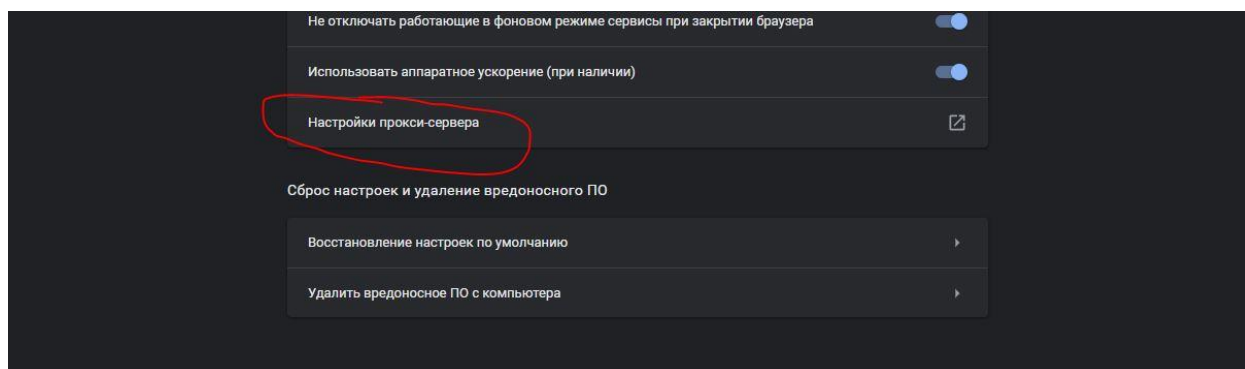 Не отключать работающие в фоновом режиме сервисы при закрытии браузера
Использовать аппаратное ускорение (при наличии)
Настройки прокси-сервера
Сброс настроек и удаление вредоносного ПО
Восстановление настроек по умолчанию
Удалить вредоносное ПО с компьютера